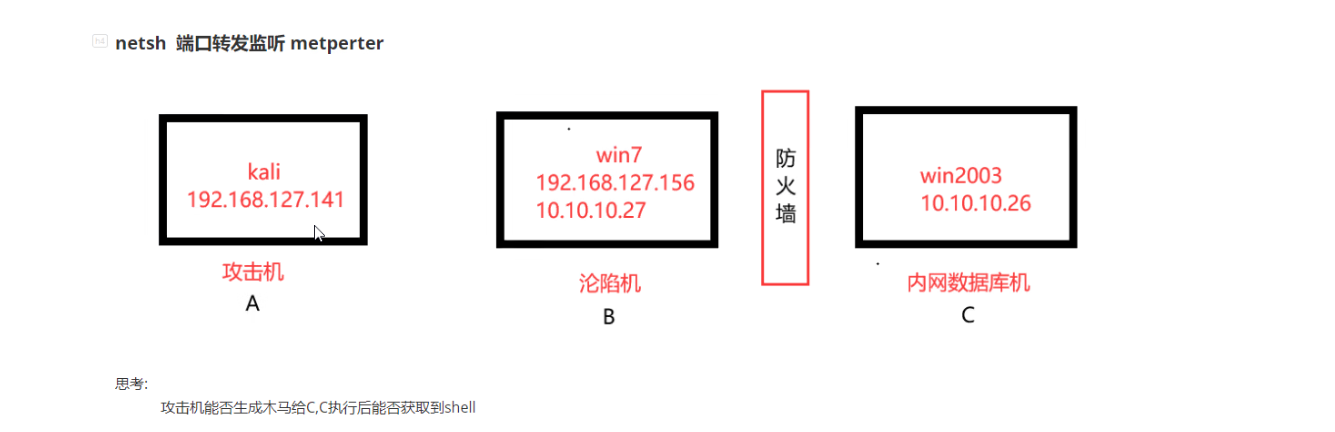 h4
netsh 端口转发监听 metperter
kali
192.168.127.141
攻击机
A
win7
192.168.127.156
10.10.10.27
沦陷机
B
防
火
墙
win2003
10.10.10.26
内网数据库机
C
思考:
攻击机能否生成木马给C,C执行后能否获取到shell